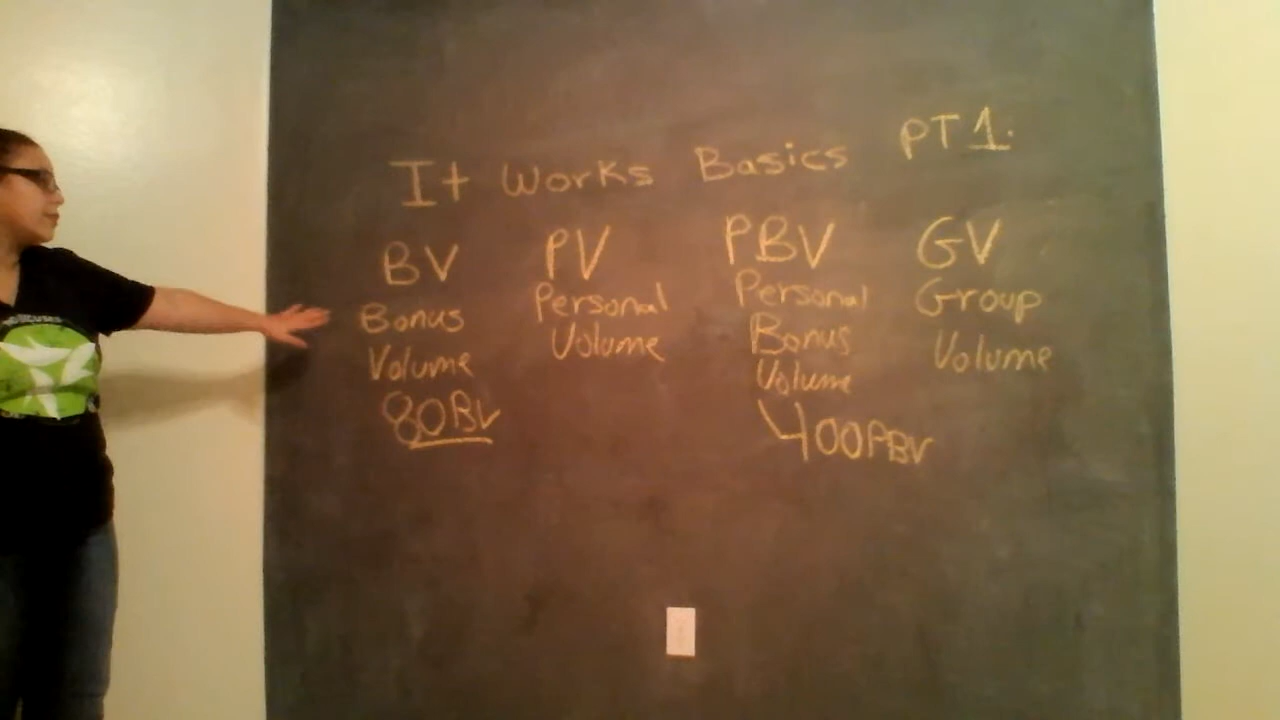 It Works Basics PT 1.
BV
Bonus
Volume
80BV
PV
Personal
Volume
PBV
Personal
Bonus
Volume
400PBV
GV
Group
Volume